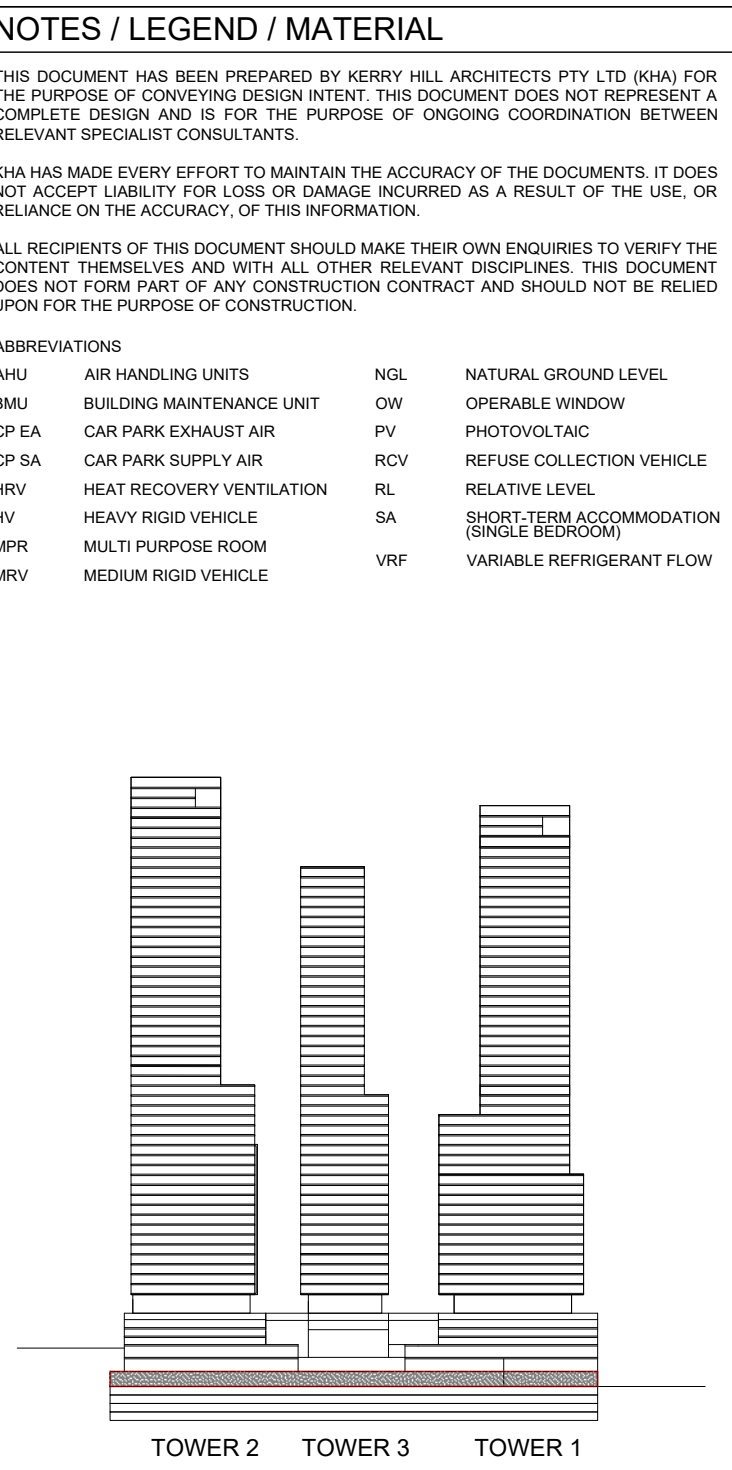 NOTES / LEGEND / MATERIAL
THIS DOCUMENT HAS BEEN PREPARED BY KERRY HILL ARCHITECTS PTY LTD (KHA) FOR
THE PURPOSE OF CONVEYING DESIGN INTENT. THIS DOCUMENT DOES NOT REPRESENT A
COMPLETE DESIGN AND IS FOR THE PURPOSE OF ONGOING COORDINATION BETWEEN
RELEVANT SPECIALIST CONSULTANTS.
KHA HAS MADE EVERY EFFORT TO MAINTAIN THE ACCURACY OF THE DOCUMENTS. IT DOES
NOT ACCEPT LIABILITY FOR LOSS OR DAMAGE INCURRED AS A RESULT OF THE USE, OR
RELIANCE ON THE ACCURACY, OF THIS INFORMATION.
ALL RECIPIENTS OF THIS DOCUMENT SHOULD MAKE THEIR OWN ENQUIRIES TO VERIFY THE
CONTENT THEMSELVES AND WITH ALL OTHER RELEVANT DISCIPLINES. THIS DOCUMENT
DOES NOT FORM PART OF ANY CONSTRUCTION CONTRACT AND SHOULD NOT BE RELIED
UPON FOR THE PURPOSE OF CONSTRUCTION.
ABBREVIATIONS
AHU AIR HANDLING UNITS
BMU BUILDING MAINTENANCE UNIT
CP EA CAR PARK EXHAUST AIR
CP SA CAR PARK SUPPLY AIR
HRV HEAT RECOVERY VENTILATION
HV HEAVY RIGID VEHICLE
MPR MULTI PURPOSE ROOM
MRV MEDIUM RIGID VEHICLE
NGL NATURAL GROUND LEVEL
OW OPERABLE WINDOW
PV PHOTOVOLTAIC
RCV REFUSE COLLECTION VEHICLE
RL RELATIVE LEVEL
SA SHORT-TERM ACCOMMODATION
(SINGLE BEDROOM)
VRF VARIABLE REFRIGERANT FLOW
TOWER 2 TOWER 3 TOWER 1